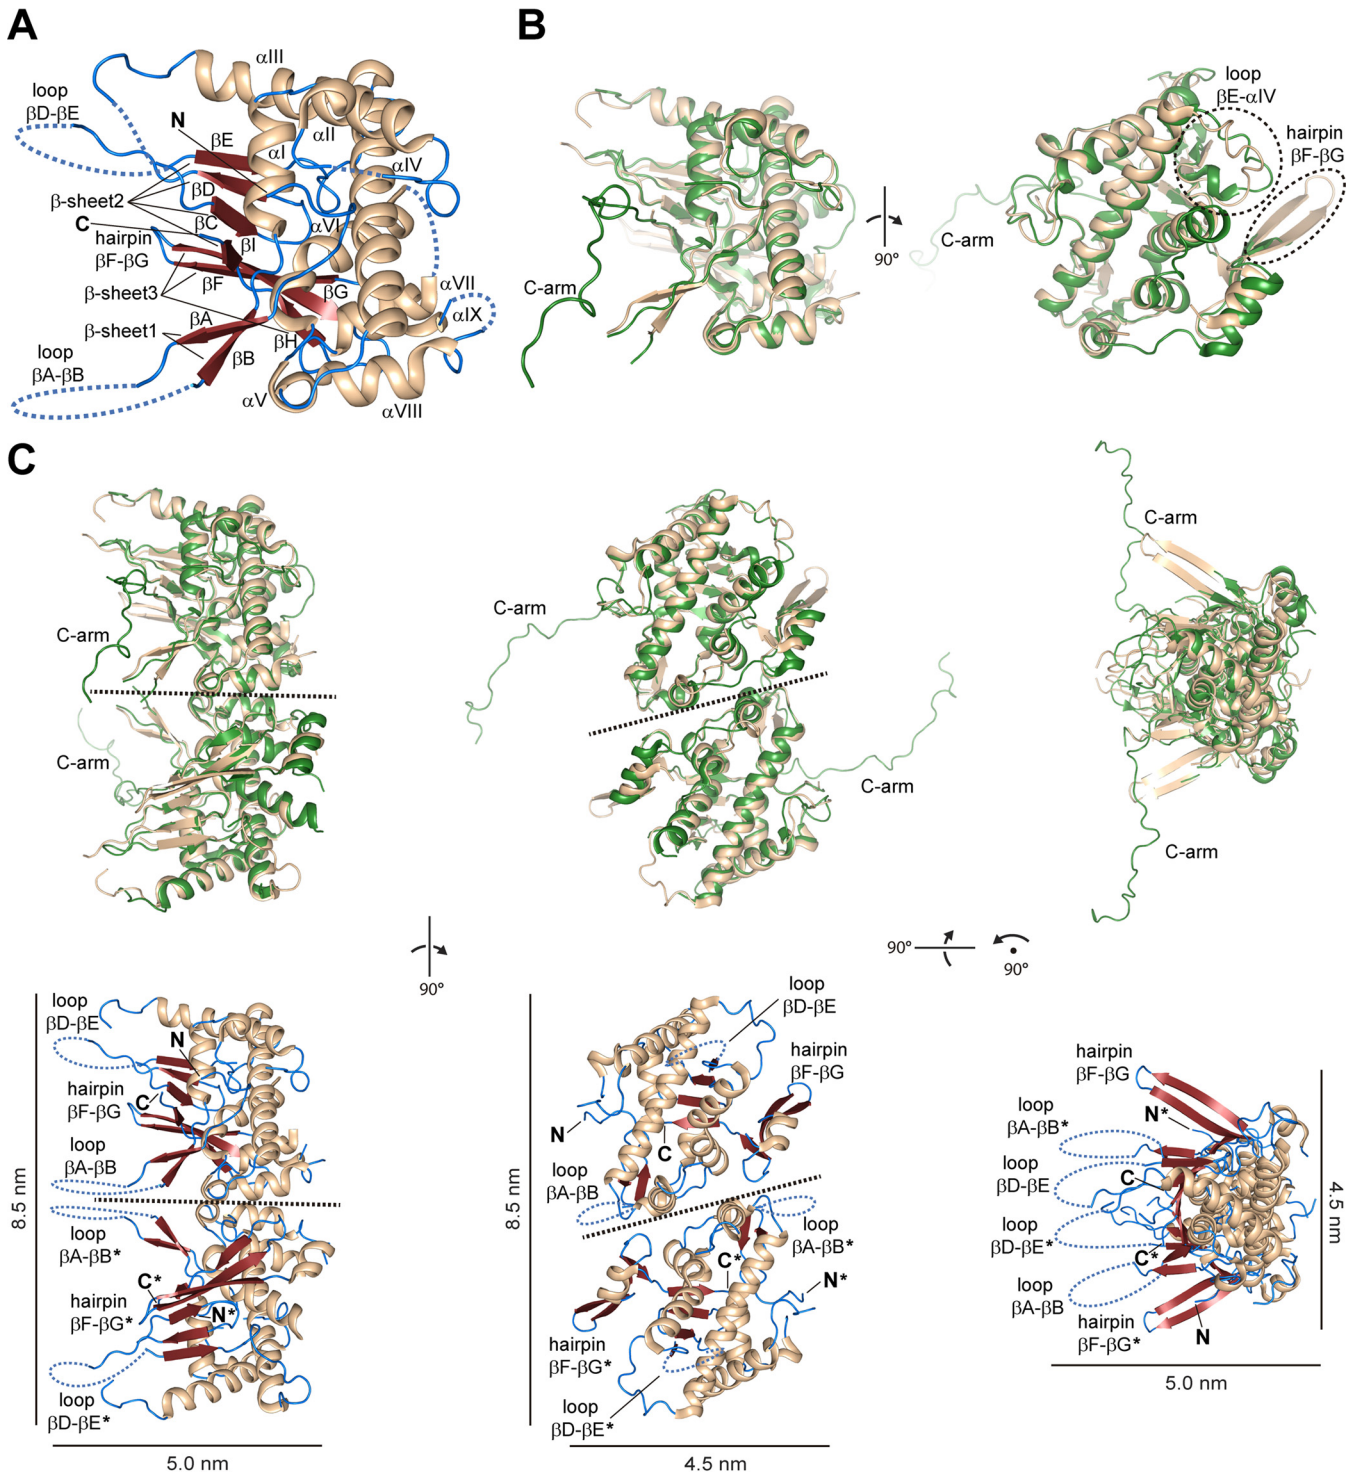 A
αIII
loop
βD-βE
N
βE
αII
αI
αIV
βD
β-sheet2
βC
C
αVI
hairpin
βF-βG
βI
βF
β-sheet3
βG
αVII
αIX
βA
β-sheet1
βH
loop
βA-βB
βB
αV
αVIII
B
loop
βE-αIV
hairpin
βF-βG
C-arm
90º
C-arm
C
C-arm
C-arm
C-arm
C-arm
C-arm
C-arm
90º
90º
90º
loop
βD-βE
N
hairpin
βF-βG
C
loop
βA-βB
8.5 nm
loop
βA-βB*
C*
hairpin
βF-βG*
N*
loop
βD-βE*
5.0 nm
loop
βD-βE
hairpin
βF-βG
N
C
loop
βA-βB
8.5 nm
loop
βA-βB*
C*
N*
hairpin
βF-βG*
loop
βD-βE*
4.5 nm
hairpin
βF-βG
N*
loop
βA-βB*
loop
βD-βE
C
loop
βD-βE*
C*
loop
βA-βB
hairpin
βF-βG*
N
4.5 nm
5.0 nm